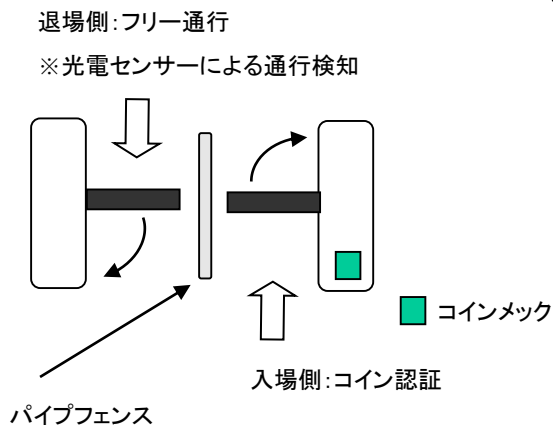 退場側：フリー通行
※光電センサーによる通行検知
コインメック
入場側：コイン認証
パイプフェンス